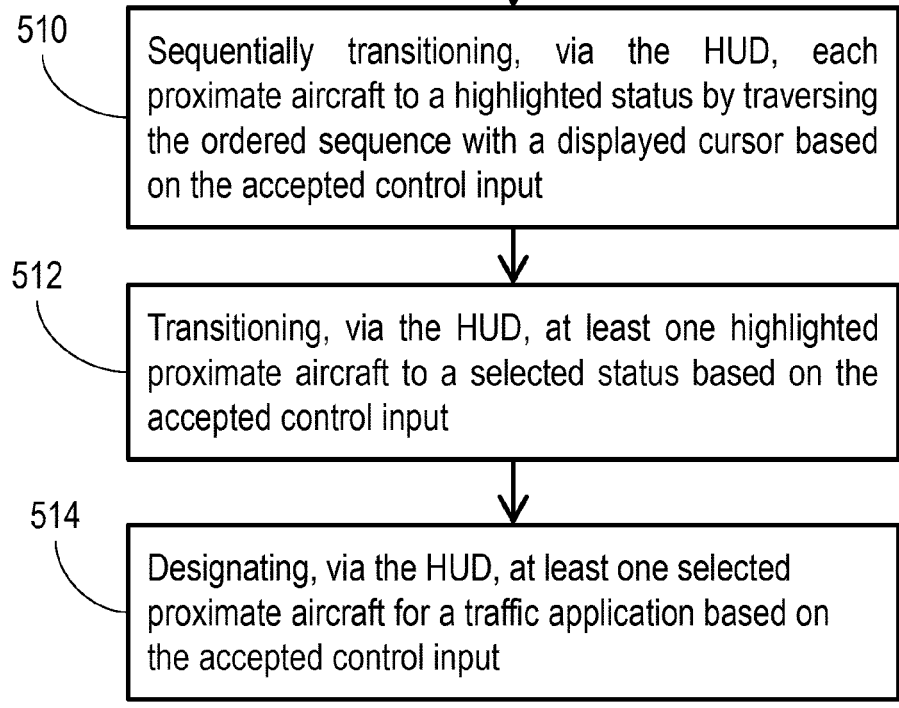 510
Sequentially transitioning, via the HUD, each
proximate aircraft to a highlighted status by traversing
the ordered sequence with a displayed cursor based
on the accepted control input
512
Transitioning, via the HUD, at least one highlighted
proximate aircraft to a selected status based on the
accepted control input
514
Designating, via the HUD, at least one selected
proximate aircraft for a traffic application based on
the accepted control input